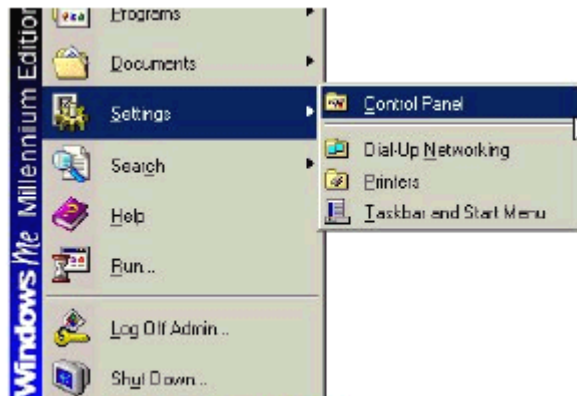 Windows Me Millennium Edition
Programs
Documents
Settings
Search
Help
Run...
Log Off Admin...
Shut Down...
Control Panel
Dial-Up Networking
Printers
Taskbar and Start Menu